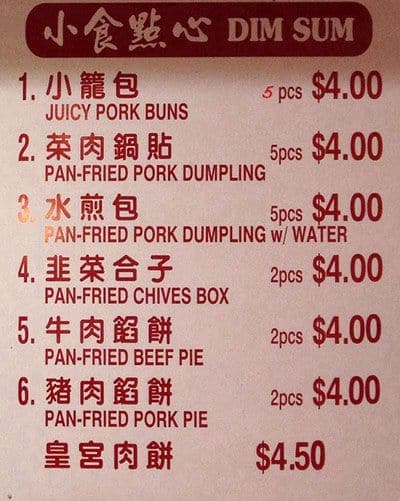 小食點心 DIM SUM
1. 小籠包 5 pcs $4.00
JUICY PORK BUNS
2. 菜肉鍋貼 5pcs $4.00
PAN-FRIED PORK DUMPLING
3. 水煎包 5pcs $4.00
PAN-FRIED PORK DUMPLING w/ WATER
4. 韭菜合子 2pcs $4.00
PAN-FRIED CHIVES BOX
5. 牛肉餡餅 2pcs $4.00
PAN-FRIED BEEF PIE
6. 豬肉餡餅 2pcs $4.00
PAN-FRIED PORK PIE
皇宮肉餅 $4.50